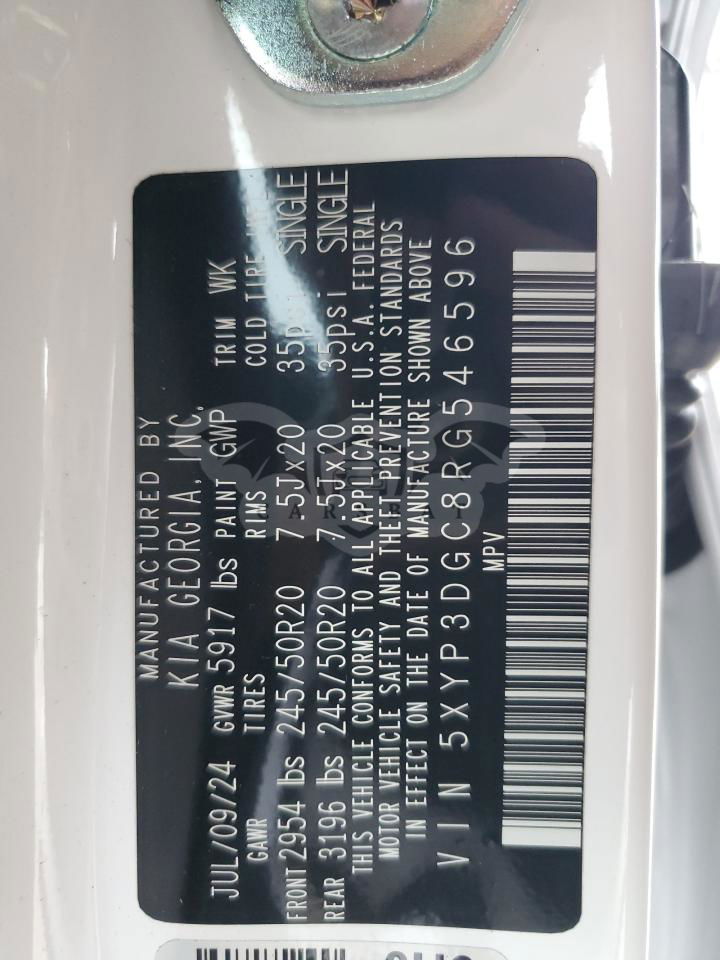 MANUFACTURED BY
KIA GEORGIA, INC.
JUL/09/24 GVWR 5917 lbs PAINT GWP TRIM WK
GAWR TIRES RIMS COLD TIRE
FRONT 2954 lbs 245/50R20 7.5Jx20 35psi SINGLE
REAR 3196 lbs 245/50R20 7.5Jx20 35psi SINGLE
THIS VEHICLE CONFORMS TO ALL APPLICABLE U.S.A. FEDERAL
MOTOR VEHICLE SAFETY AND THEFT PREVENTION STANDARDS
IN EFFECT ON THE DATE OF MANUFACTURE SHOWN ABOVE
VIN 5XYP3DGC8RG546596
MPV
CARSBAT